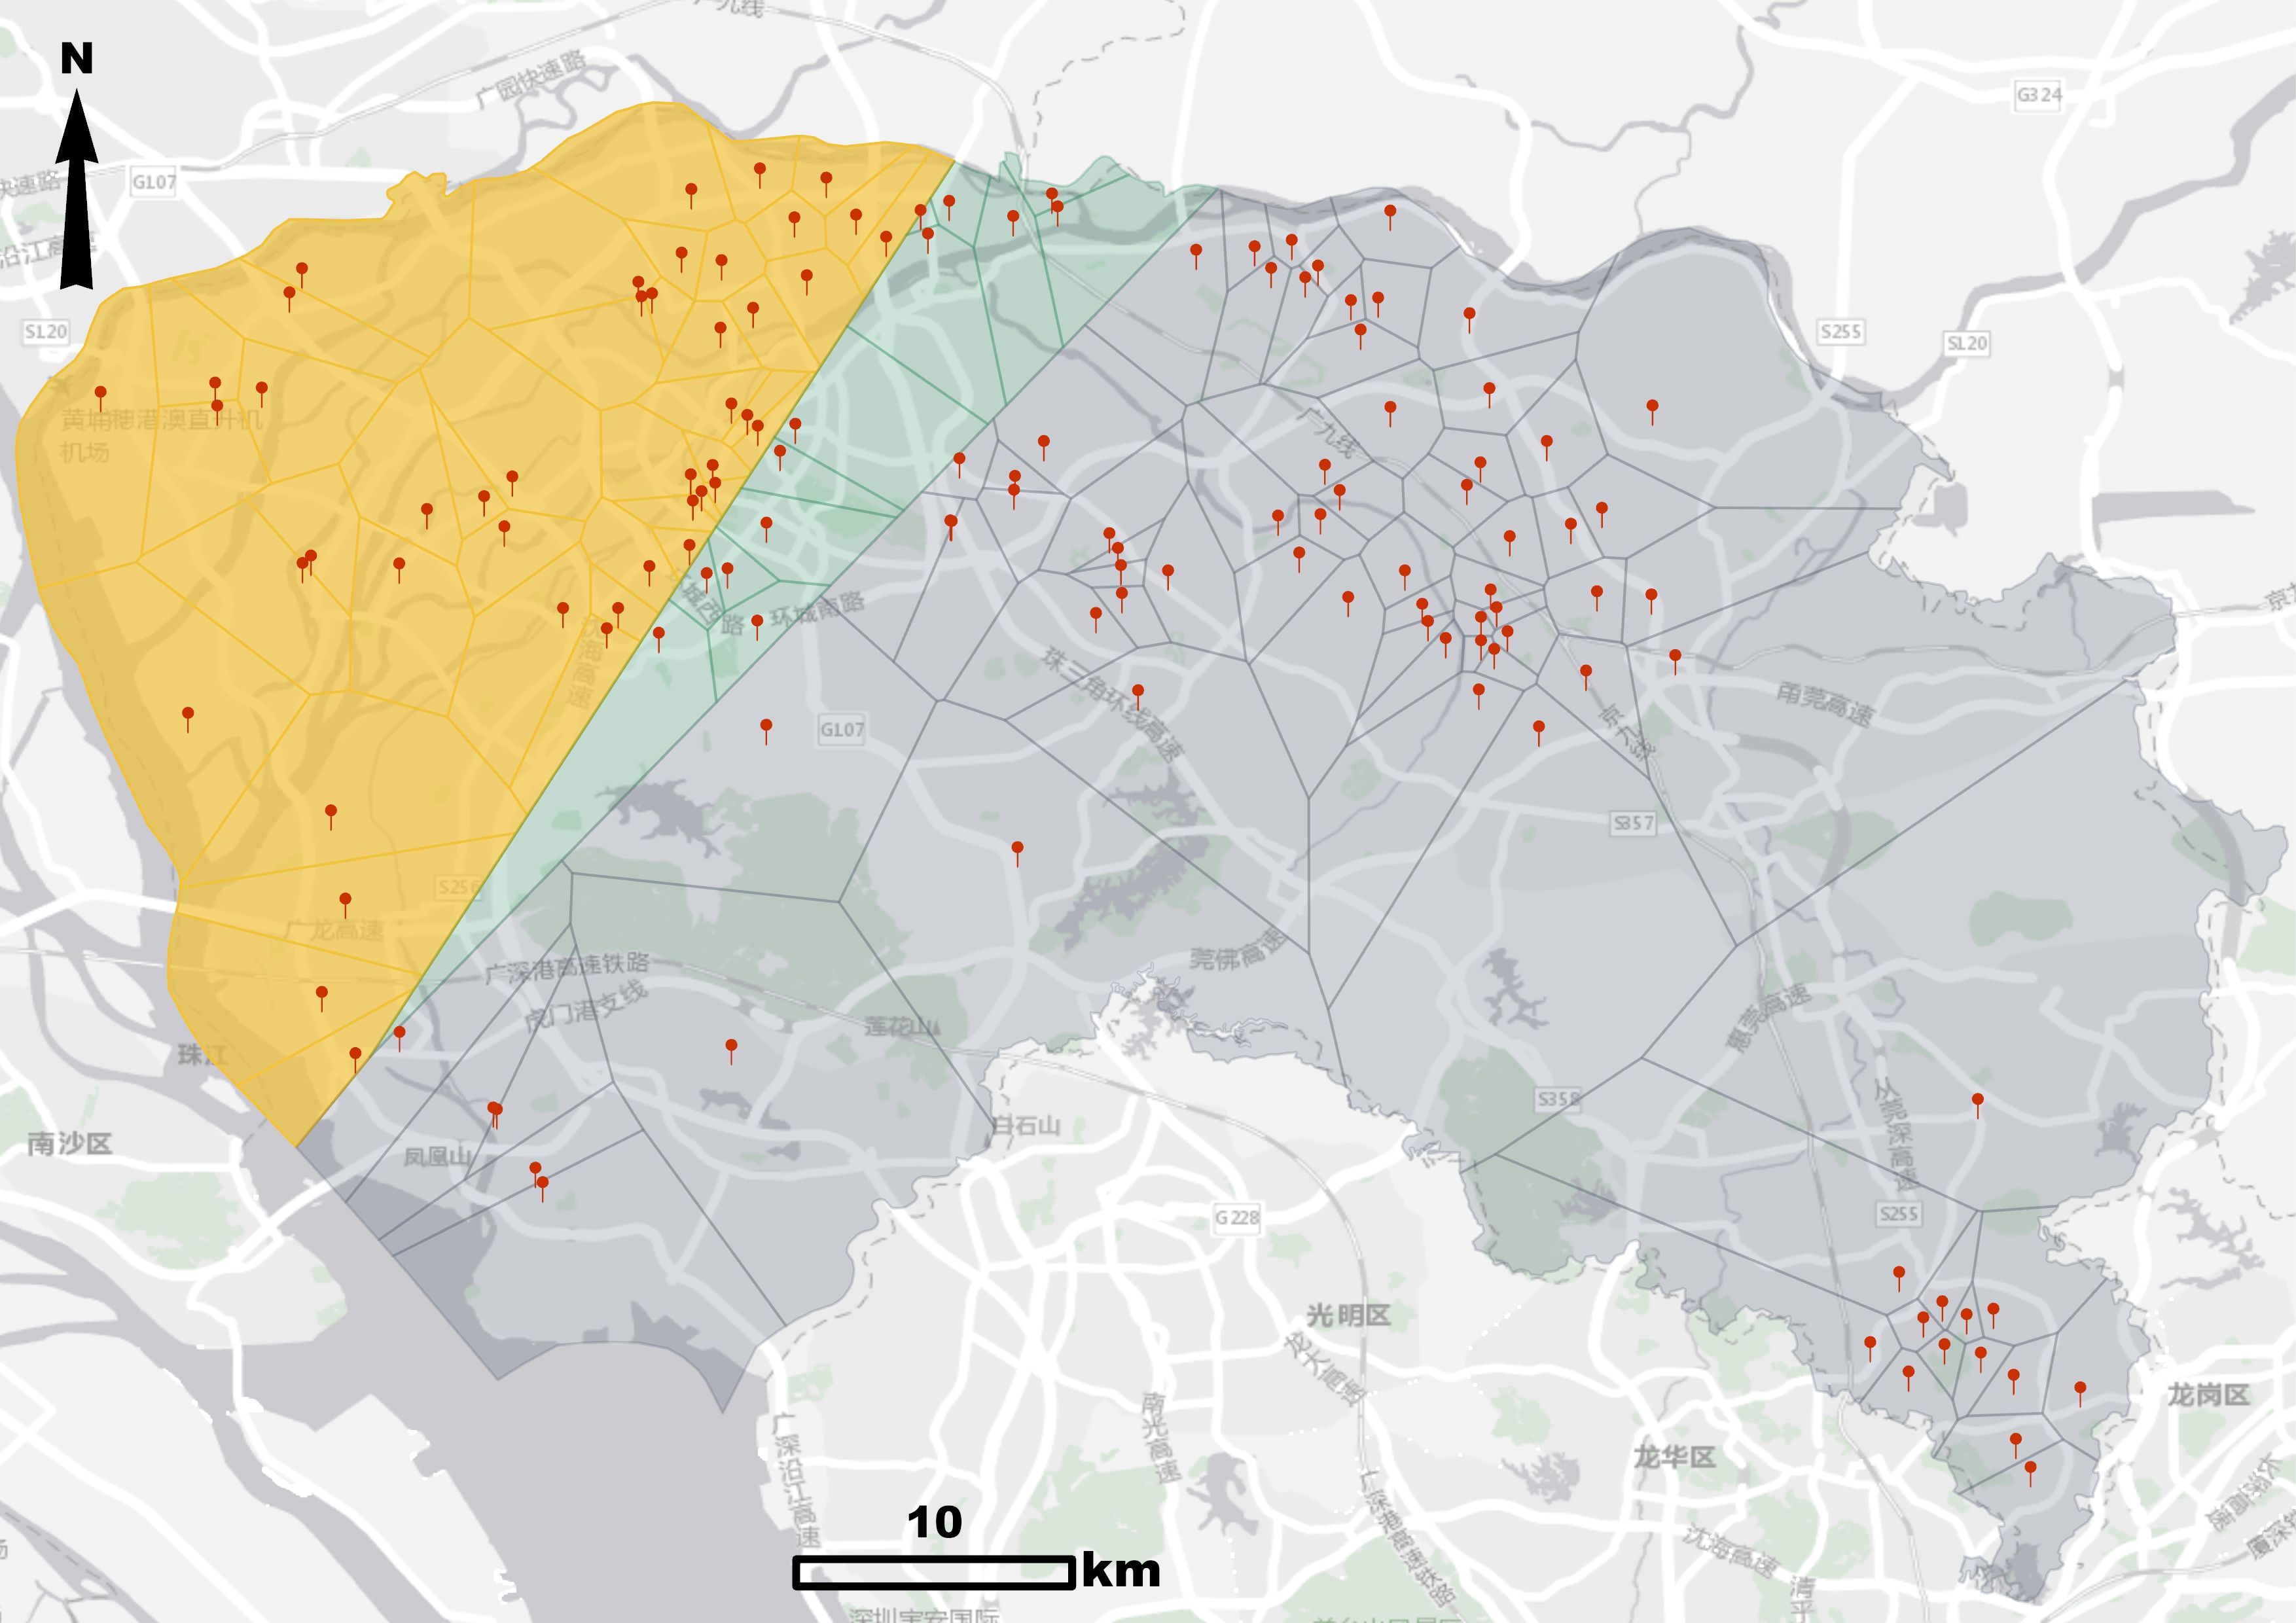 广九线
N
广园快速路
G324
G107
快速路
沿江高速
S120
S255
S120
黄埔穗港澳直升机
机场
广九线
环城西路
环城南路
沈海高速
珠三角环线高速
甬莞高速
京九线
G107
S357
S256
广龙高速
广深港高速铁路
莞佛高速
虎门港支线
惠莞高速
莲花山
珠江
S358
从莞深高速
白石山
南沙区
凤凰山
G228
S255
光明区
龙大高速
龙岗区
南光高速
广深沿江高速
龙华区
广深港高速铁路
10
km
沈海高速
清平
深圳宝安国际